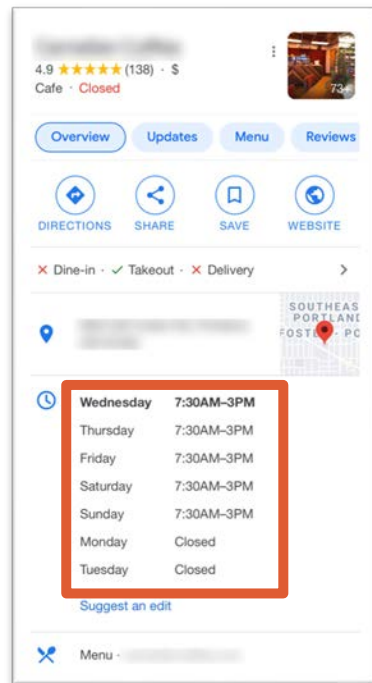 4.9 ★★★★★ (138) · $
Cafe · Closed
73+
Overview Updates Menu Reviews
DIRECTIONS SHARE SAVE WEBSITE
× Dine-in · ✓ Takeout · × Delivery
SOUTHEAS
PORTLAND
FOST PO
Wednesday 7:30AM–3PM
Thursday 7:30AM–3PM
Friday 7:30AM–3PM
Saturday 7:30AM–3PM
Sunday 7:30AM–3PM
Monday Closed
Tuesday Closed
Suggest an edit
Menu ·